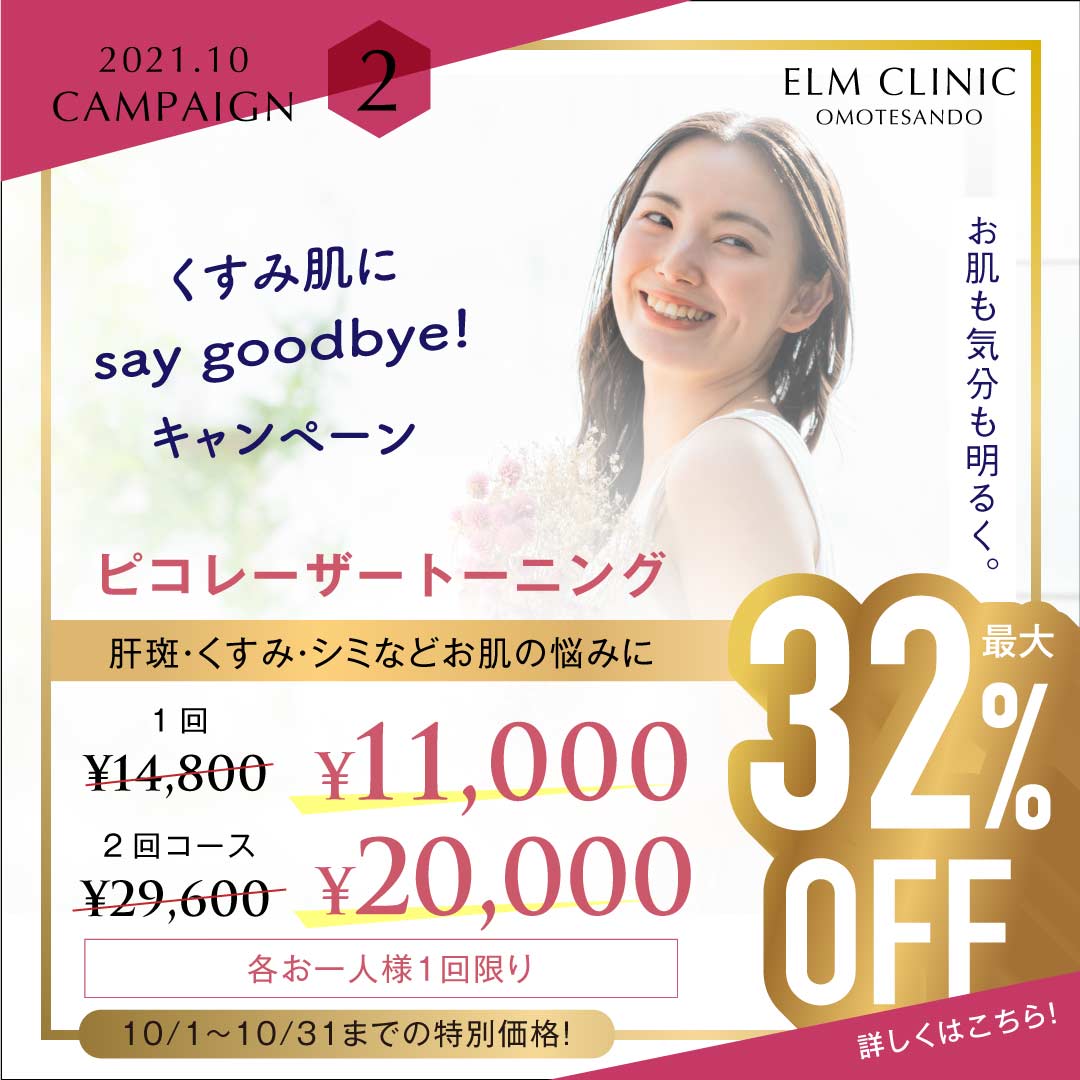 2021.10
CAMPAIGN
2
ELM CLINIC
OMOTESANDO
くすみ肌に
say goodbye!
キャンペーン
お肌も気分も明るく。
ピコレーザートーニング
肝斑・くすみ・シミなどお肌の悩みに
1回
¥14,800
¥11,000
2回コース
¥29,600
¥20,000
各お一人様1回限り
10/1〜10/31までの特別価格!
最大
32%
OFF
詳しくはこちら!